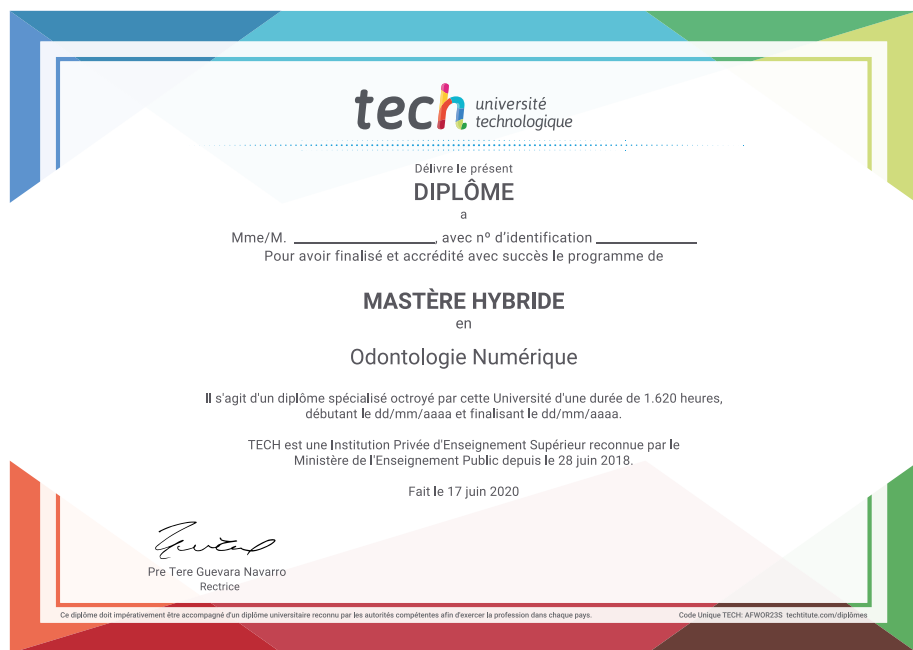 tech université
technologique
Délivre le présent
DIPLÔME
a
Mme/M. ____________, avec nº d'identification ____________
Pour avoir finalisé et accrédité avec succès le programme de
MASTÈRE HYBRIDE
en
Odontologie Numérique
Il s'agit d'un diplôme spécialisé octroyé par cette Université d'une durée de 1.620 heures,
débutant le dd/mm/aaaa et finalisant le dd/mm/aaaa.
TECH est une Institution Privée d'Enseignement Supérieur reconnue par le
Ministère de l'Enseignement Public depuis le 28 juin 2018.
Fait le 17 juin 2020
Pre Tere Guevara Navarro
Rectrice
Ce diplôme doit impérativement être accompagné d'un diplôme universitaire reconnu par les autorités compétentes afin d'exercer la profession dans chaque pays.
Code Unique TECH: AFWOR23S techtitute.com/diplômes